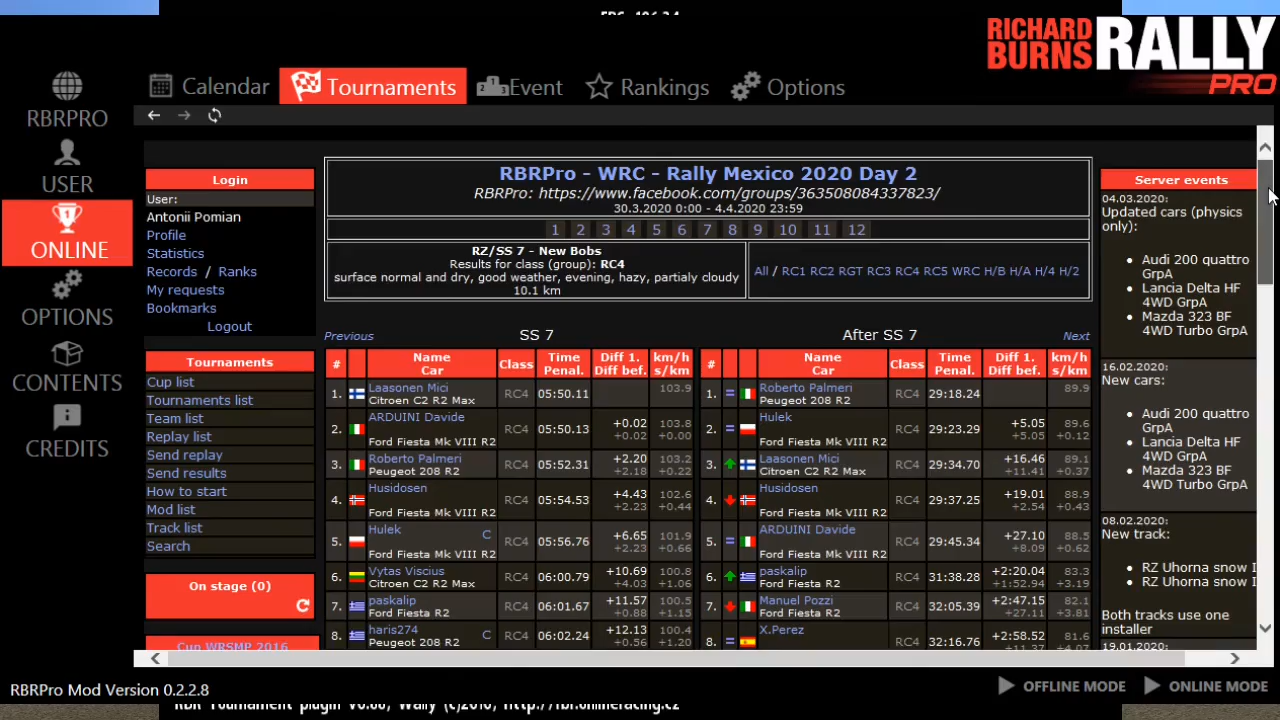 RICHARD BURNS RALLY PRO
Calendar Tournaments Event Rankings Options
RBRPRO
USER
ONLINE
OPTIONS
CONTENTS
CREDITS
Login
User:
Antonii Pomian
Profile
Statistics
Records / Ranks
My requests
Bookmarks
Logout
Tournaments
Cup list
Tournaments list
Team list
Replay list
Send replay
Send results
How to start
Mod list
Track list
Search
On stage (0)
Cup WRSMP 2016
RBRPro - WRC - Rally Mexico 2020 Day 2
RBRPro: https://www.facebook.com/groups/363508084337823/
30.3.2020 0:00 - 4.4.2020 23:59
1 2 3 4 5 6 7 8 9 10 11 12
RZ/SS 7 - New Bobs
Results for class (group): RC4
surface normal and dry, good weather, evening, hazy, partialy cloudy
10.1 km
All / RC1 RC2 RGT RC3 RC4 RC5 WRC H/B H/A H/4 H/2
Previous SS 7
# Name Car Class Time Penal. Diff 1. Diff bef. km/h s/km
1. Laasonen Mici Citroen C2 R2 Max RC4 05:50.11 103.9
2. ARDUINI Davide Ford Fiesta Mk VIII R2 RC4 05:50.13 +0.02 +0.02 103.8 +0.00
3. Roberto Palmeri Peugeot 208 R2 RC4 05:52.31 +2.20 +2.18 103.2 +0.22
4. Husidosen Ford Fiesta Mk VIII R2 RC4 05:54.53 +4.43 +2.23 102.6 +0.44
5. Hulek C Ford Fiesta Mk VIII R2 RC4 05:56.76 +6.65 +2.23 101.9 +0.66
6. Vytas Viscius Citroen C2 R2 Max RC4 06:00.79 +10.69 +4.03 100.8 +1.06
7. paskalip Ford Fiesta R2 RC4 06:01.67 +11.57 +0.88 100.5 +1.15
8. haris274 C Peugeot 208 R2 RC4 06:02.24 +12.13 +0.56 100.4 +1.20
After SS 7 Next
# Name Car Class Time Penal. Diff 1. Diff bef. km/h s/km
1. = Roberto Palmeri Peugeot 208 R2 RC4 29:18.24 89.9
2. = Hulek Ford Fiesta Mk VIII R2 RC4 29:23.29 +5.05 +5.05 89.6 +0.12
3. Laasonen Mici Citroen C2 R2 Max RC4 29:34.70 +16.46 +11.41 89.1 +0.37
4. Husidosen Ford Fiesta Mk VIII R2 RC4 29:37.25 +19.01 +2.54 88.9 +0.43
5. = ARDUINI Davide Ford Fiesta Mk VIII R2 RC4 29:45.34 +27.10 +8.09 88.5 +0.62
6. paskalip Ford Fiesta R2 RC4 31:38.28 +2:20.04 +1:52.94 83.3 +3.19
7. Manuel Pozzi Ford Fiesta R2 RC4 32:05.39 +2:47.15 +27.11 82.1 +3.81
8. = X.Perez RC4 32:16.76 +2:58.52 +11.37 81.6 +4.07
Server events
04.03.2020:
Updated cars (physics
only):
Audi 200 quattro
GrpA
Lancia Delta HF
4WD GrpA
Mazda 323 BF
4WD Turbo GrpA
16.02.2020:
New cars:
Audi 200 quattro
GrpA
Lancia Delta HF
4WD GrpA
Mazda 323 BF
4WD Turbo GrpA
08.02.2020:
New track:
RZ Uhorna snow I
RZ Uhorna snow I
Both tracks use one
installer
19.01.2020:
RBRPro Mod Version 0.2.2.8
OFFLINE MODE ONLINE MODE
RBR Tournament plugin